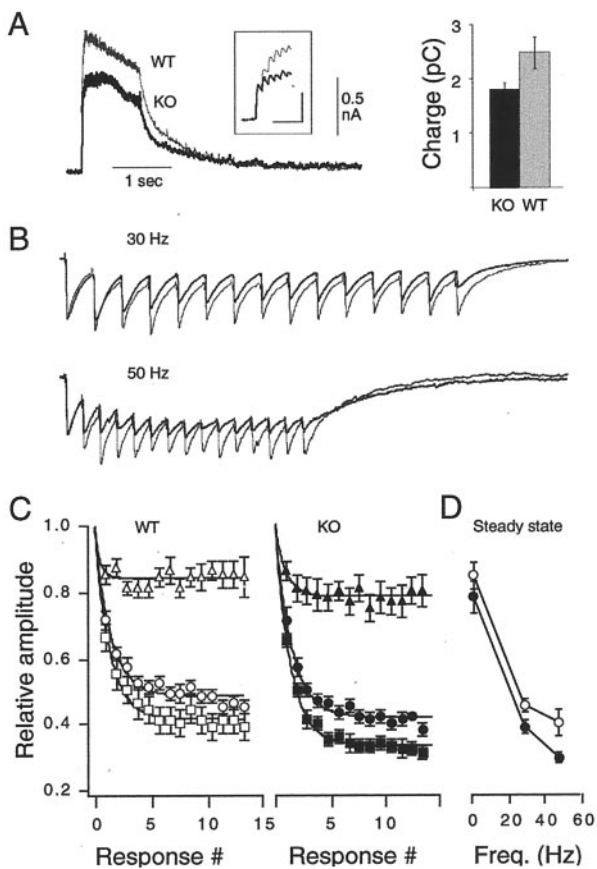 A
WT
KO
1 sec
0.5
nA
Charge (pC)
3
2
1
KO WT
B
30 Hz
50 Hz
C
WT
KO
Relative amplitude
1.0
0.8
0.6
0.4
0.2
0 5 10 15
Response #
0 5 10 15
Response #
D
Steady state
0 20 40 60
Freq. (Hz)